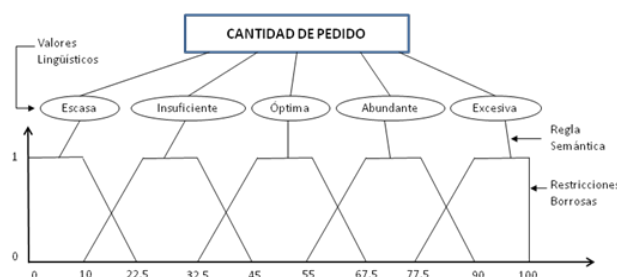 CANTIDAD DE PEDIDO
Valores
Lingüísticos
Escasa
Insuficiente
Óptima
Abundante
Excesiva
Regla
Semántica
1
Restricciones
Borrosas
0
0 10 22.5 32.5 45 55 67.5 77.5 90 100